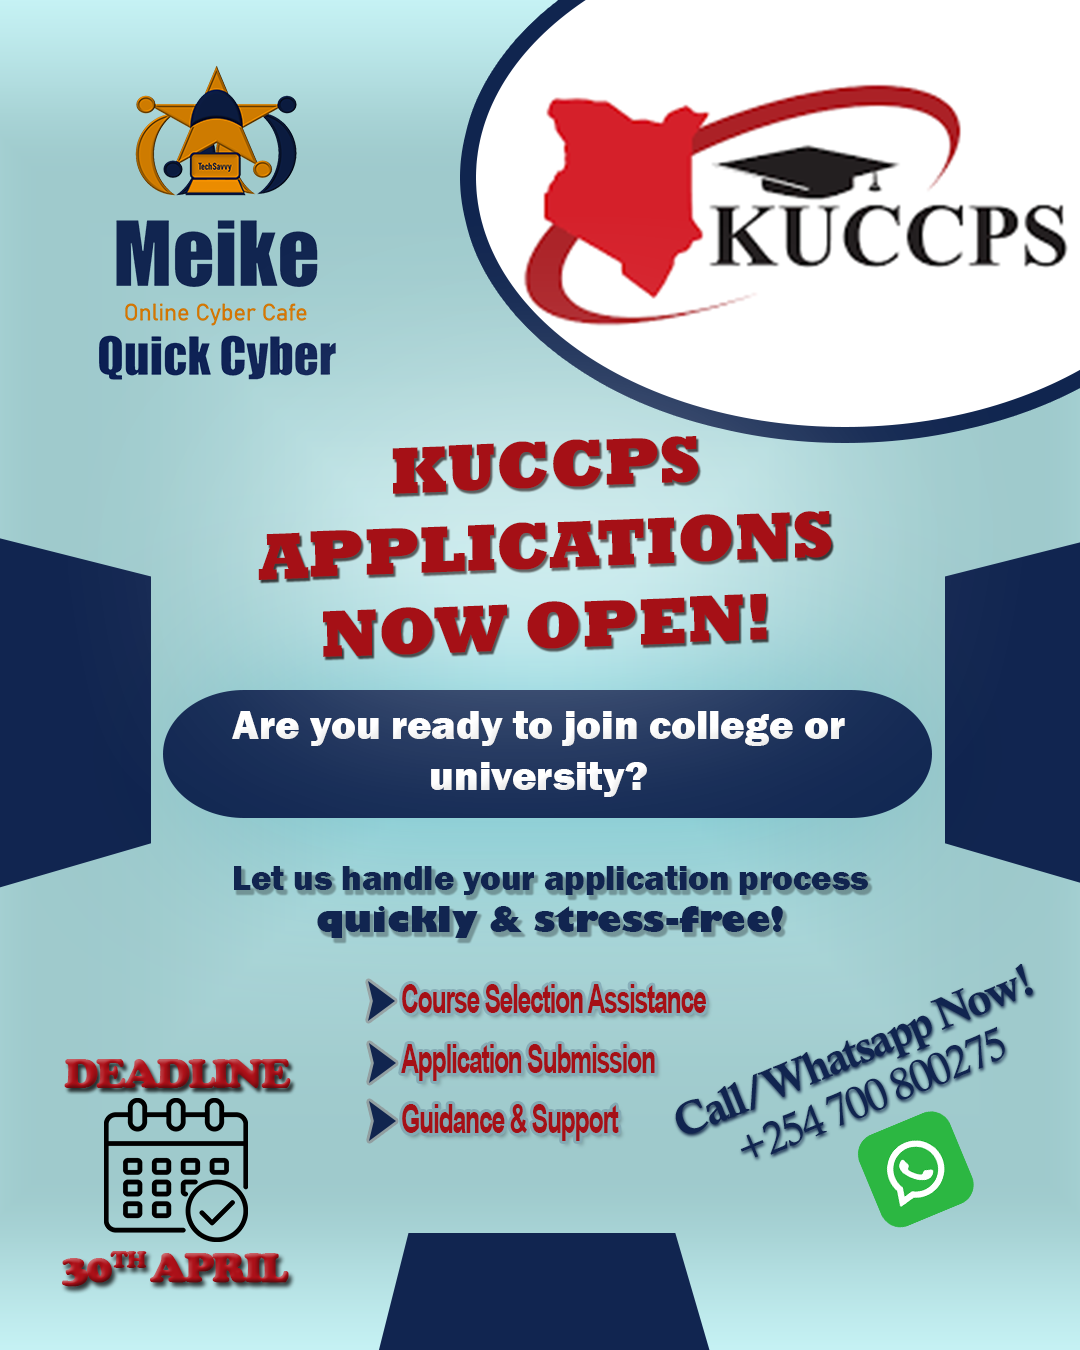 TechSavvy
Meike
Online Cyber Cafe
Quick Cyber
KUCCPS
KUCCPS
APPLICATIONS
NOW OPEN!
Are you ready to join college or
university?
Let us handle your application process
quickly & stress-free!
Course Selection Assistance
Application Submission
Guidance & Support
Call/Whatsapp Now!
+254 700 800275
DEADLINE
30TH APRIL